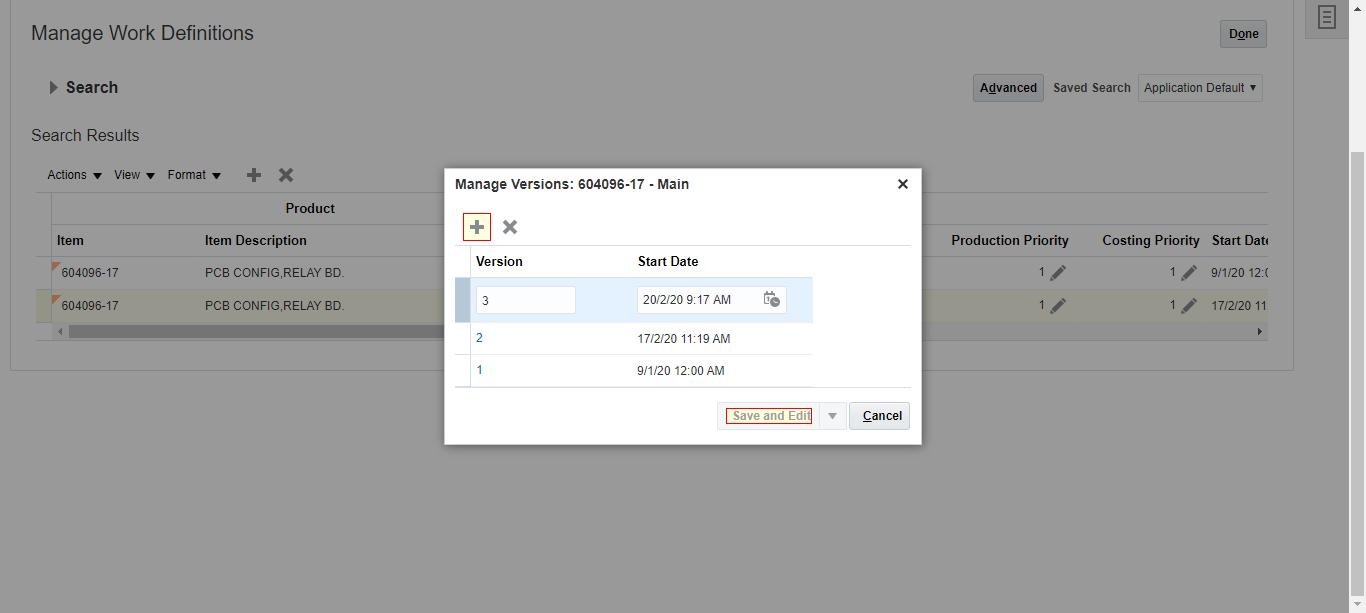 Manage Work Definitions
Done
Search
Advanced Saved Search Application Default
Search Results
Actions View Format
Manage Versions: 604096-17 - Main
Product
Item Item Description Production Priority Costing Priority Start Date
604096-17 PCB CONFIG,RELAY BD. 1 1 9/1/20 12:0
604096-17 PCB CONFIG,RELAY BD. 1 1 17/2/20 11
Version Start Date
3 20/2/20 9:17 AM
2 17/2/20 11:19 AM
1 9/1/20 12:00 AM
Save and Edit Cancel